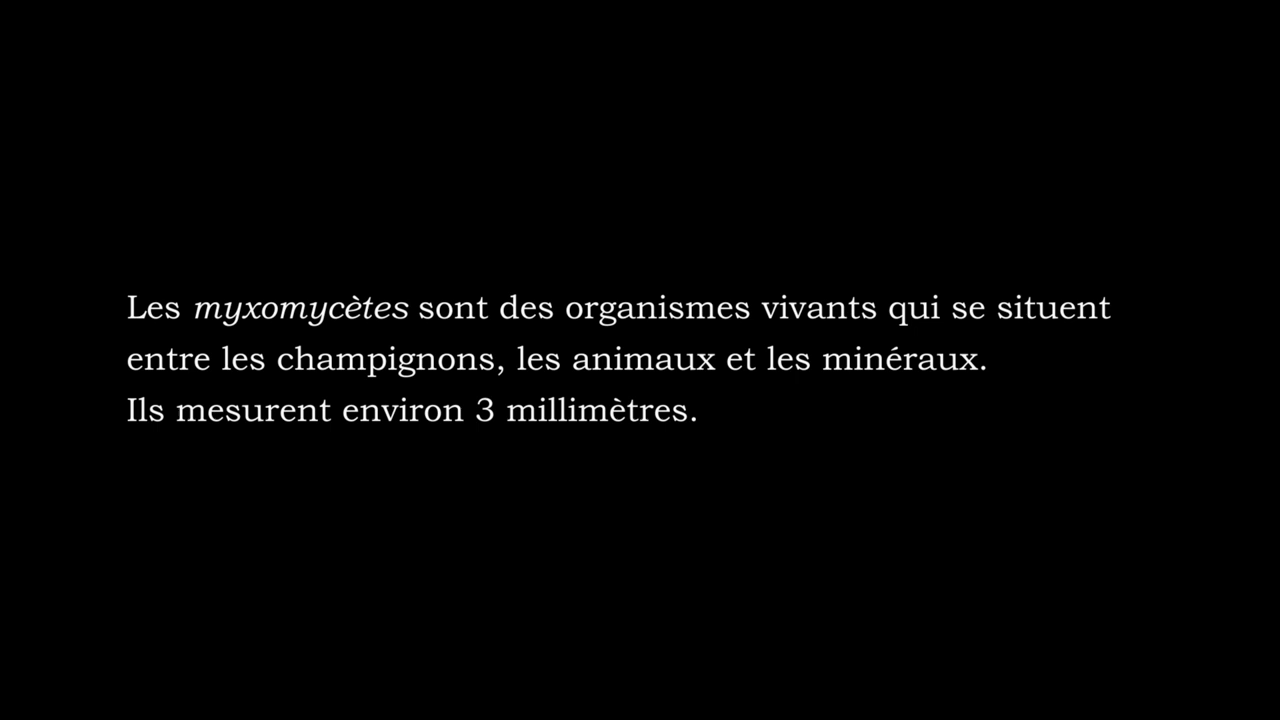 Les myxomycètes sont des organismes vivants qui se situent
entre les champignons, les animaux et les minéraux.
Ils mesurent environ 3 millimètres.